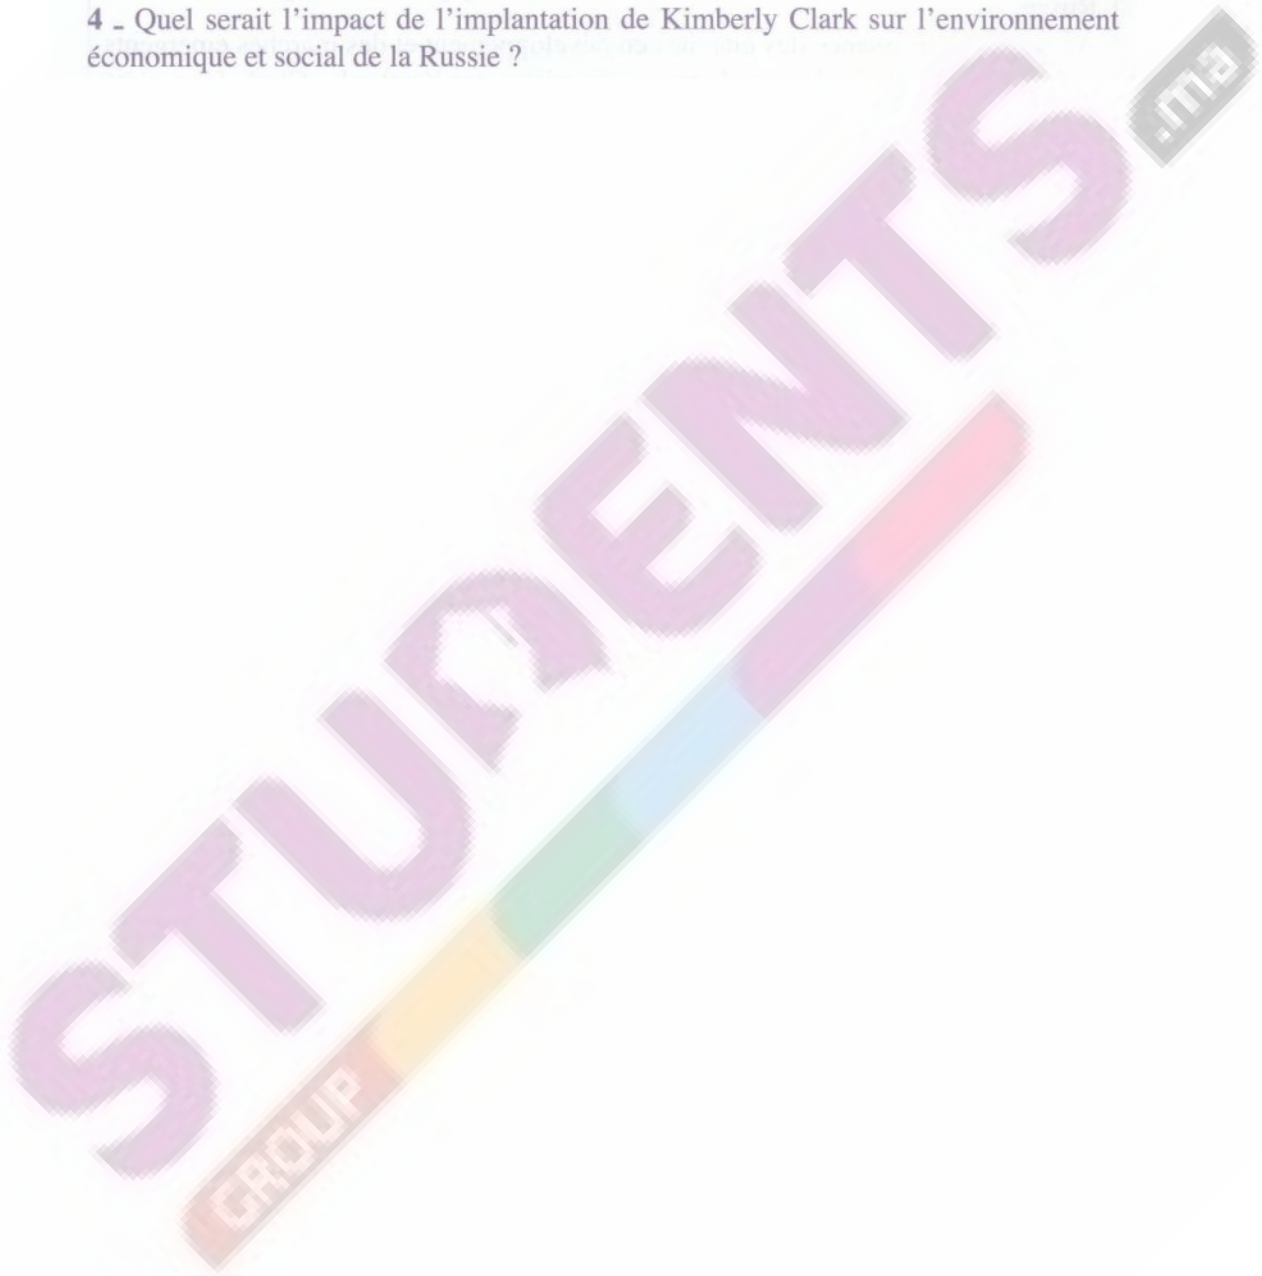 4 - Quel serait l'impact de l'implantation de Kimberly Clark sur l'environnement
économique et social de la Russie ?
STUDENTS
.ma
GROUP